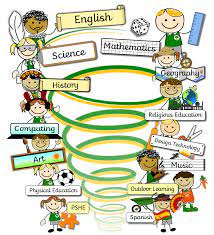 English
Science
Mathematics
Geography
History
Religious Education
Computing
Design Technology
Art
Music
Physical Education
Outdoor Learning
PSHE
Spanish